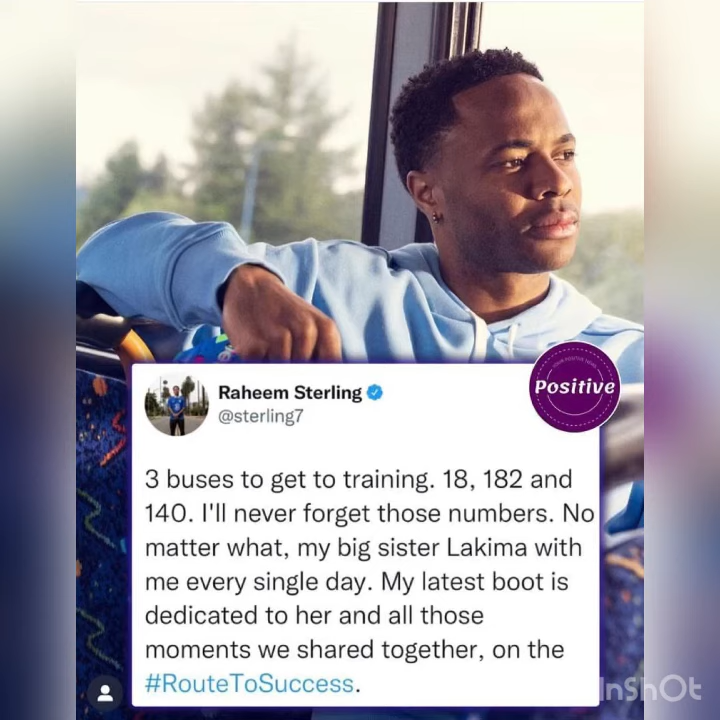 Raheem Sterling
@sterling7
Positive
3 buses to get to training. 18, 182 and
140. I'll never forget those numbers. No
matter what, my big sister Lakima with
me every single day. My latest boot is
dedicated to her and all those
moments we shared together, on the
#RouteToSuccess.
InShOt